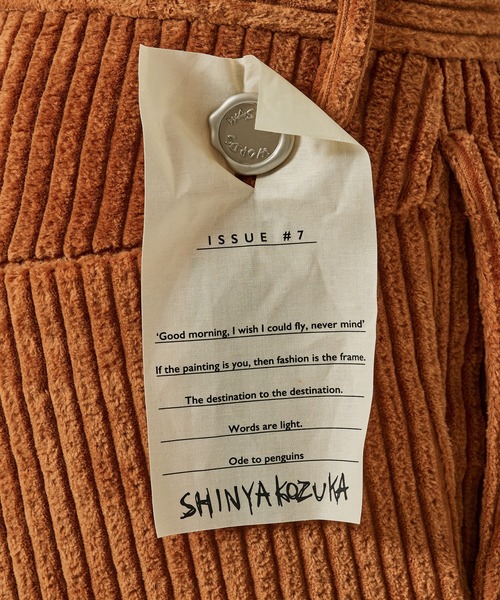 WORDS
ISSUE #7
‘Good morning, I wish I could fly, never mind’
If the painting is you, then fashion is the frame.
The destination to the destination.
Words are light.
Ode to penguins
SHINYAKOZUKA